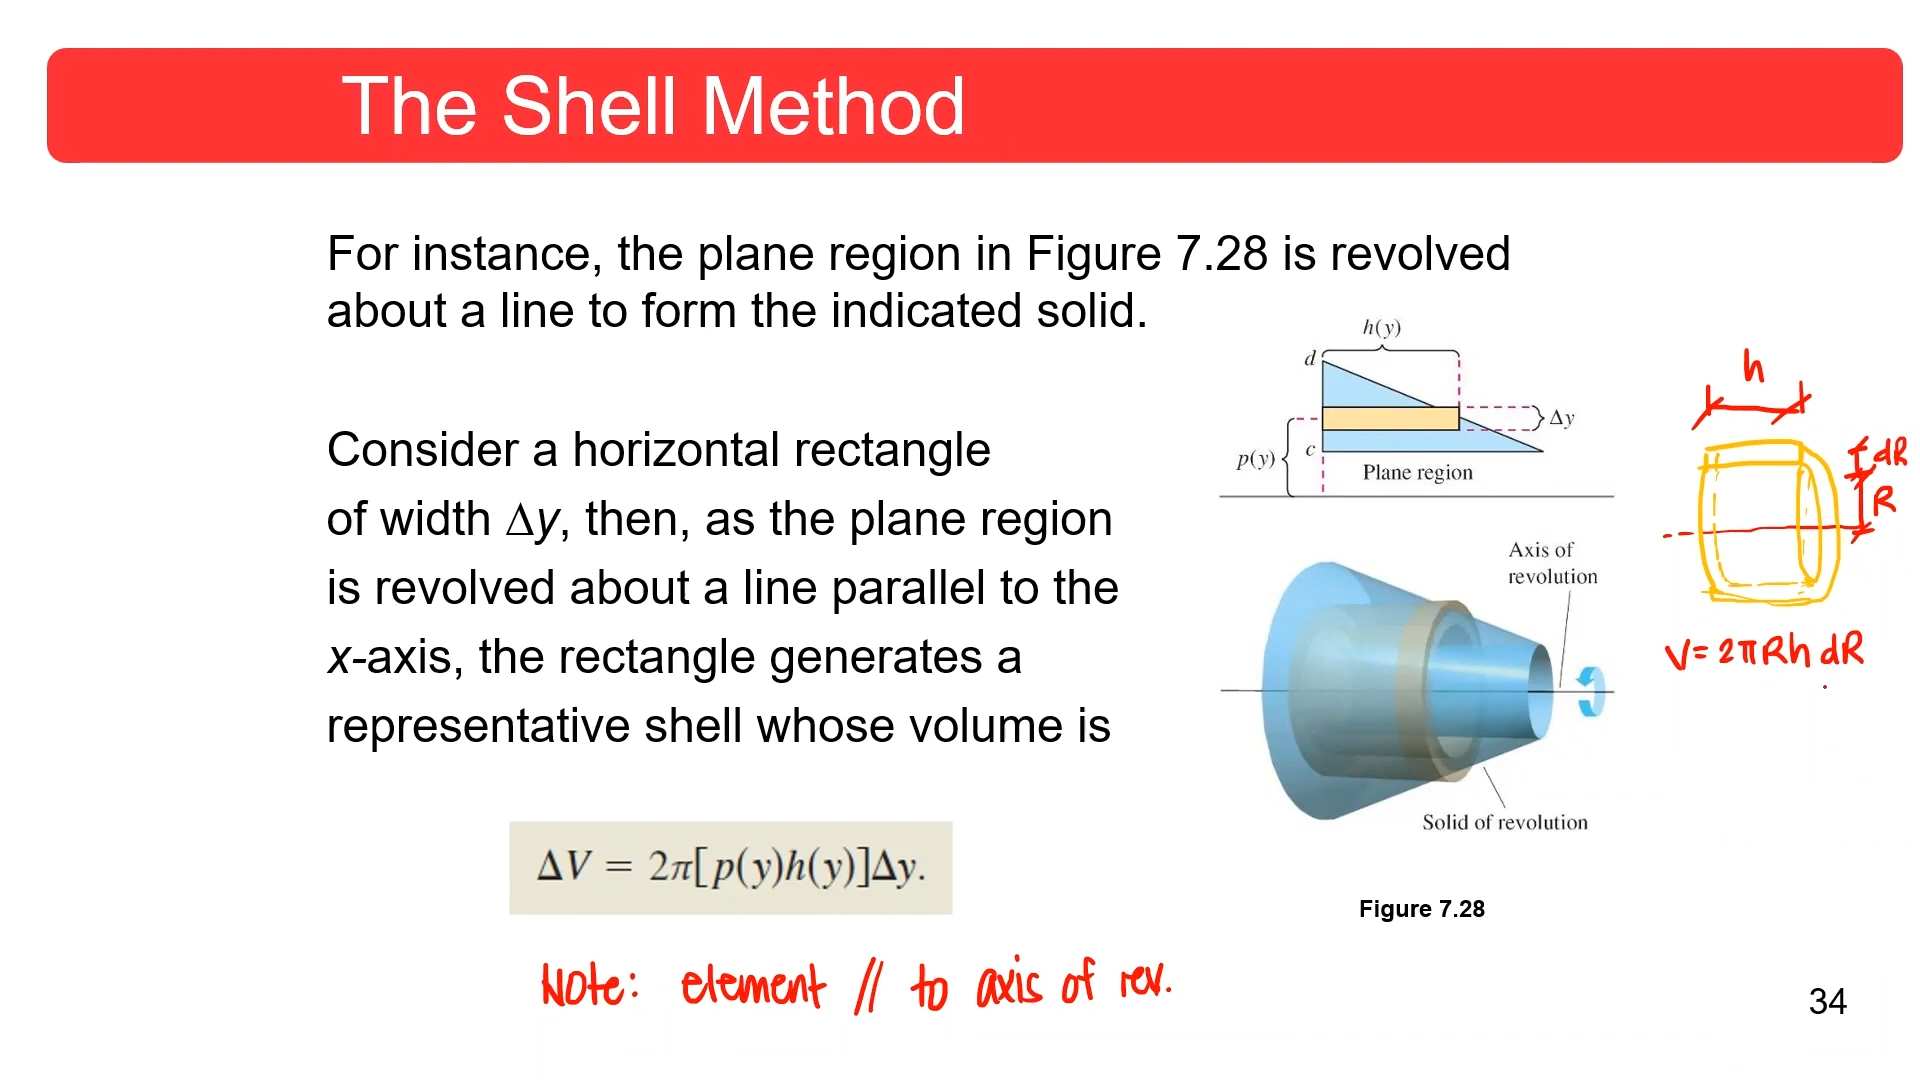 The Shell Method
For instance, the plane region in Figure 7.28 is revolved
about a line to form the indicated solid.
Consider a horizontal rectangle
of width Δy, then, as the plane region
is revolved about a line parallel to the
x-axis, the rectangle generates a
representative shell whose volume is
ΔV = 2π[p(y)h(y)]Δy.
Note: element // to axis of rev.
h(y)
d
Δy
c
p(y)
Plane region
Axis of
revolution
Solid of revolution
Figure 7.28
h
dR
R
V = 2πRh dR
34